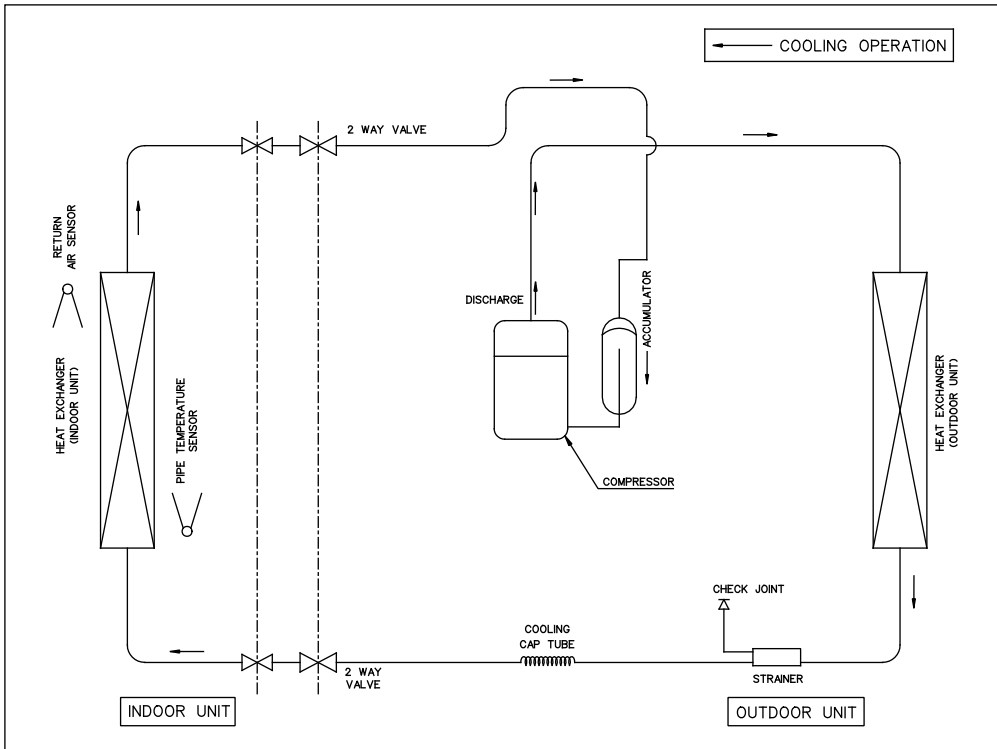 COOLING OPERATION
2 WAY VALVE
RETURN
AIR SENSOR
DISCHARGE
ACCUMULATOR
HEAT EXCHANGER
(INDOOR UNIT)
PIPE TEMPERATURE
SENSOR
HEAT EXCHANGER
(OUTDOOR UNIT)
COMPRESSOR
CHECK JOINT
COOLING
CAP TUBE
2 WAY
VALVE
STRAINER
INDOOR UNIT
OUTDOOR UNIT